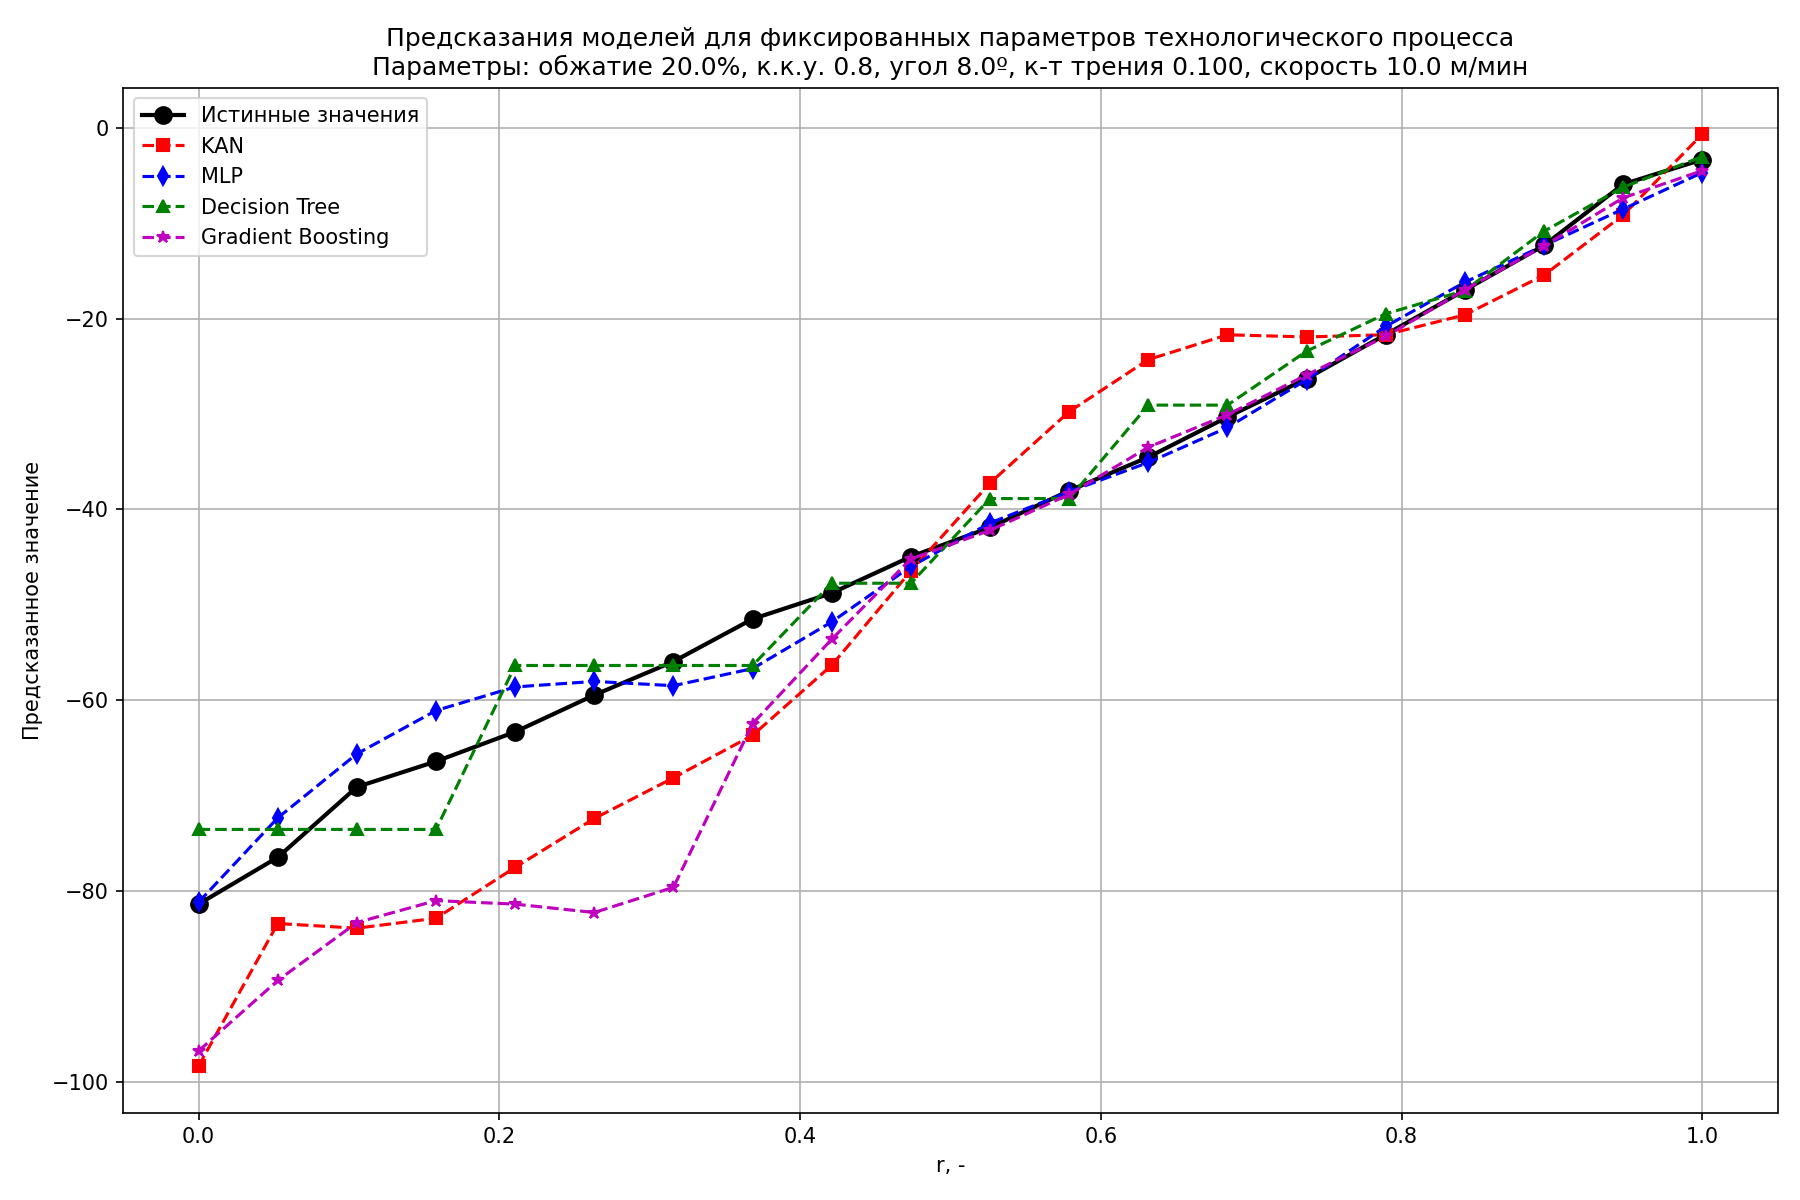 Предсказания моделей для фиксированных параметров технологического процесса
Параметры: обжатие 20.0%, к.к.у. 0.8, угол 8.0º, к-т трения 0.100, скорость 10.0 м/мин
Истинные значения
KAN
MLP
Decision Tree
Gradient Boosting
Предсказанное значение
0
−20
−40
−60
−80
−100
0.0 0.2 0.4 0.6 0.8 1.0
r, -